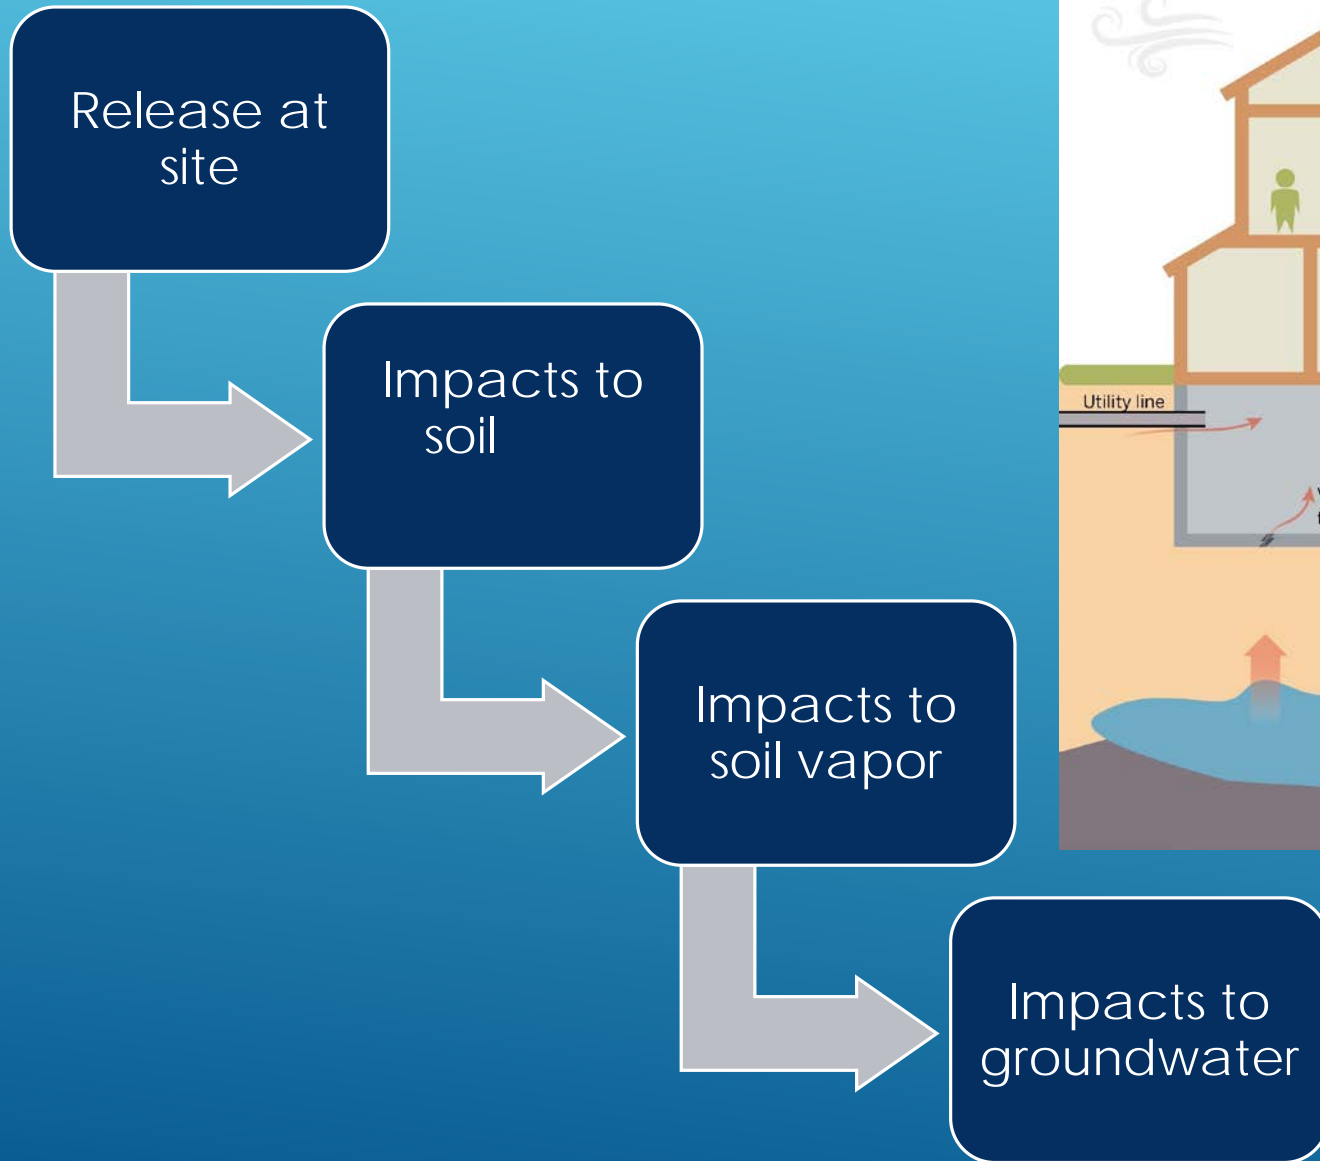 Release at
site
Impacts to
soil
Impacts to
soil vapor
Impacts to
groundwater
Utility line